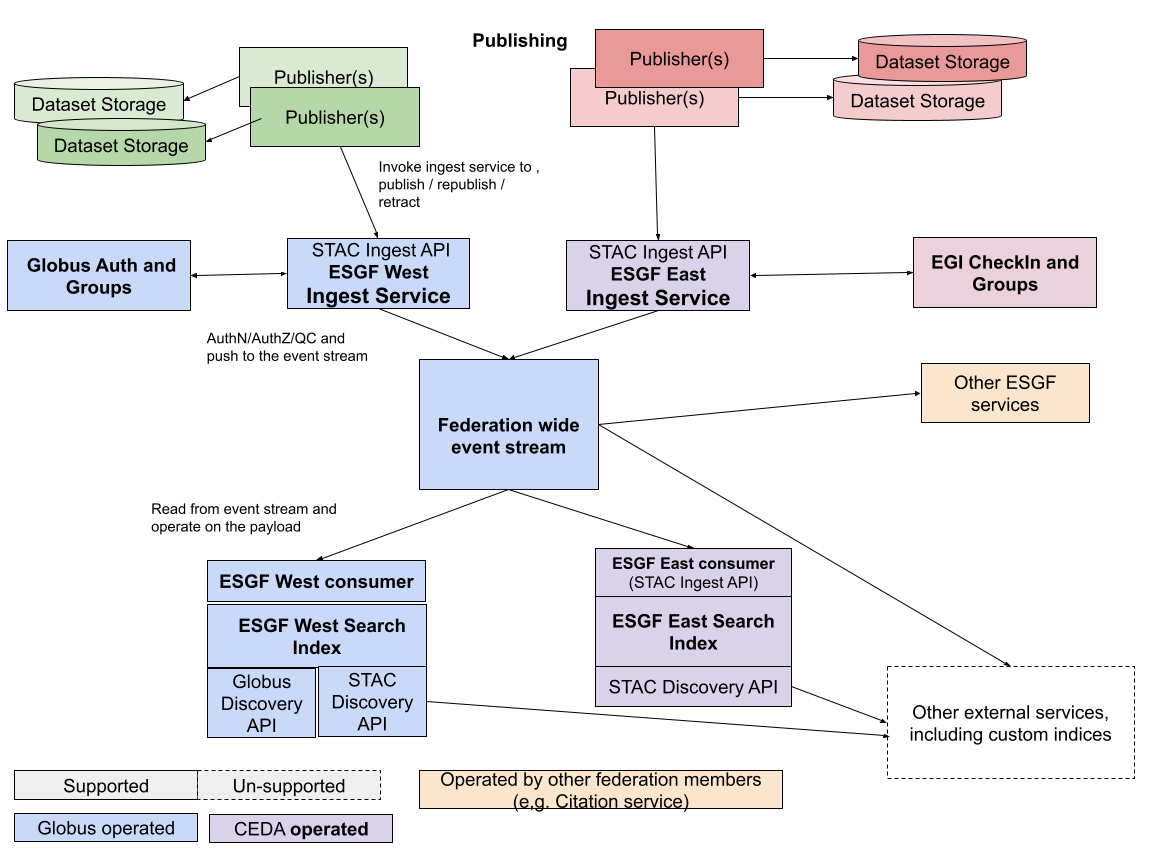 Publishing
Publisher(s)
Publisher(s)
Dataset Storage
Dataset Storage
Publisher(s)
Publisher(s)
Dataset Storage
Dataset Storage
Invoke ingest service to ,
publish / republish /
retract
Globus Auth and
Groups
STAC Ingest API
ESGF West
Ingest Service
STAC Ingest API
ESGF East
Ingest Service
EGI CheckIn and
Groups
AuthN/AuthZ/QC and
push to the event stream
Federation wide
event stream
Other ESGF
services
Read from event stream and
operate on the payload
ESGF West consumer
ESGF West Search
Index
Globus
Discovery
API
STAC
Discovery
API
ESGF East consumer
(STAC Ingest API)
ESGF East Search
Index
STAC Discovery API
Other external services,
including custom indices
Supported
Un-supported
Operated by other federation members
(e,g. Citation service)
Globus operated
CEDA operated